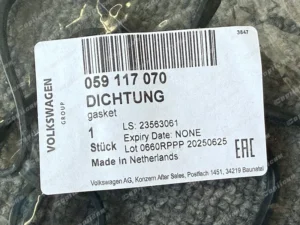 3847
VOLKSWAGEN
GROUP
059 117 070
DICHTUNG
gasket
1
LS: 23563061
Expiry Date: NONE
Stück
Lot 0660RPPP 20250625
Made in Netherlands
EAC
Volkswagen AG, Konzern After Sales, Postfach 1451, 34219 Baunatal